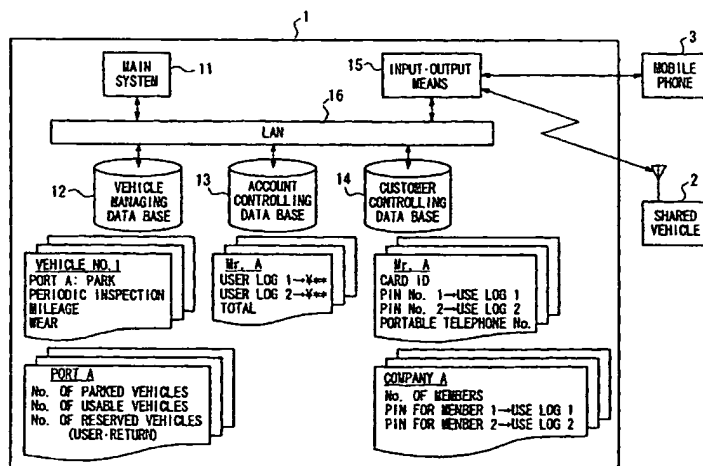 1
MAIN
SYSTEM
11
15
INPUT·OUTPUT
MEANS
3
MOBILE
PHONE
16
LAN
12
VEHICLE
MANAGING
DATA BASE
13
ACCOUNT
CONTROLLING
DATA BASE
14
CUSTOMER
CONTROLLING
DATA BASE
2
SHARED
VEHICLE
VEHICLE NO.1
PORT A: PARK
PERIODIC INSPECTION
MILEAGE
WEAR
Mr. A
USER LOG 1→¥**
USER LOG 2→¥**
TOTAL
Mr. A
CARD ID
PIN No. 1→USE LOG 1
PIN No. 2→USE LOG 2
PORTABLE TELEPHONE No.
PORT A
No. OF PARKED VEHICLES
No. OF USABLE VEHICLES
No. OF RESERVED VEHICLES
(USER·RETURN)
COMPANY A
No. OF MEMBERS
PIN FOR MENBER 1→USE LOG 1
PIN FOR MENBER 2→USE LOG 2